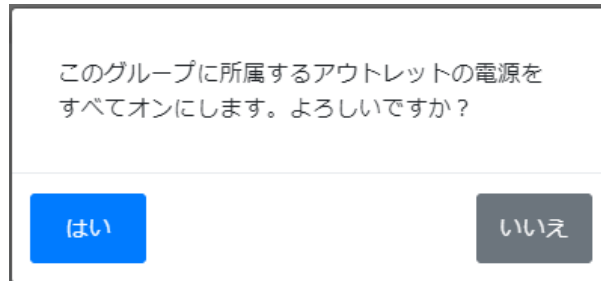 このグループに所属するアウトレットの電源を
すべてオンにします。よろしいですか？
はい
いいえ